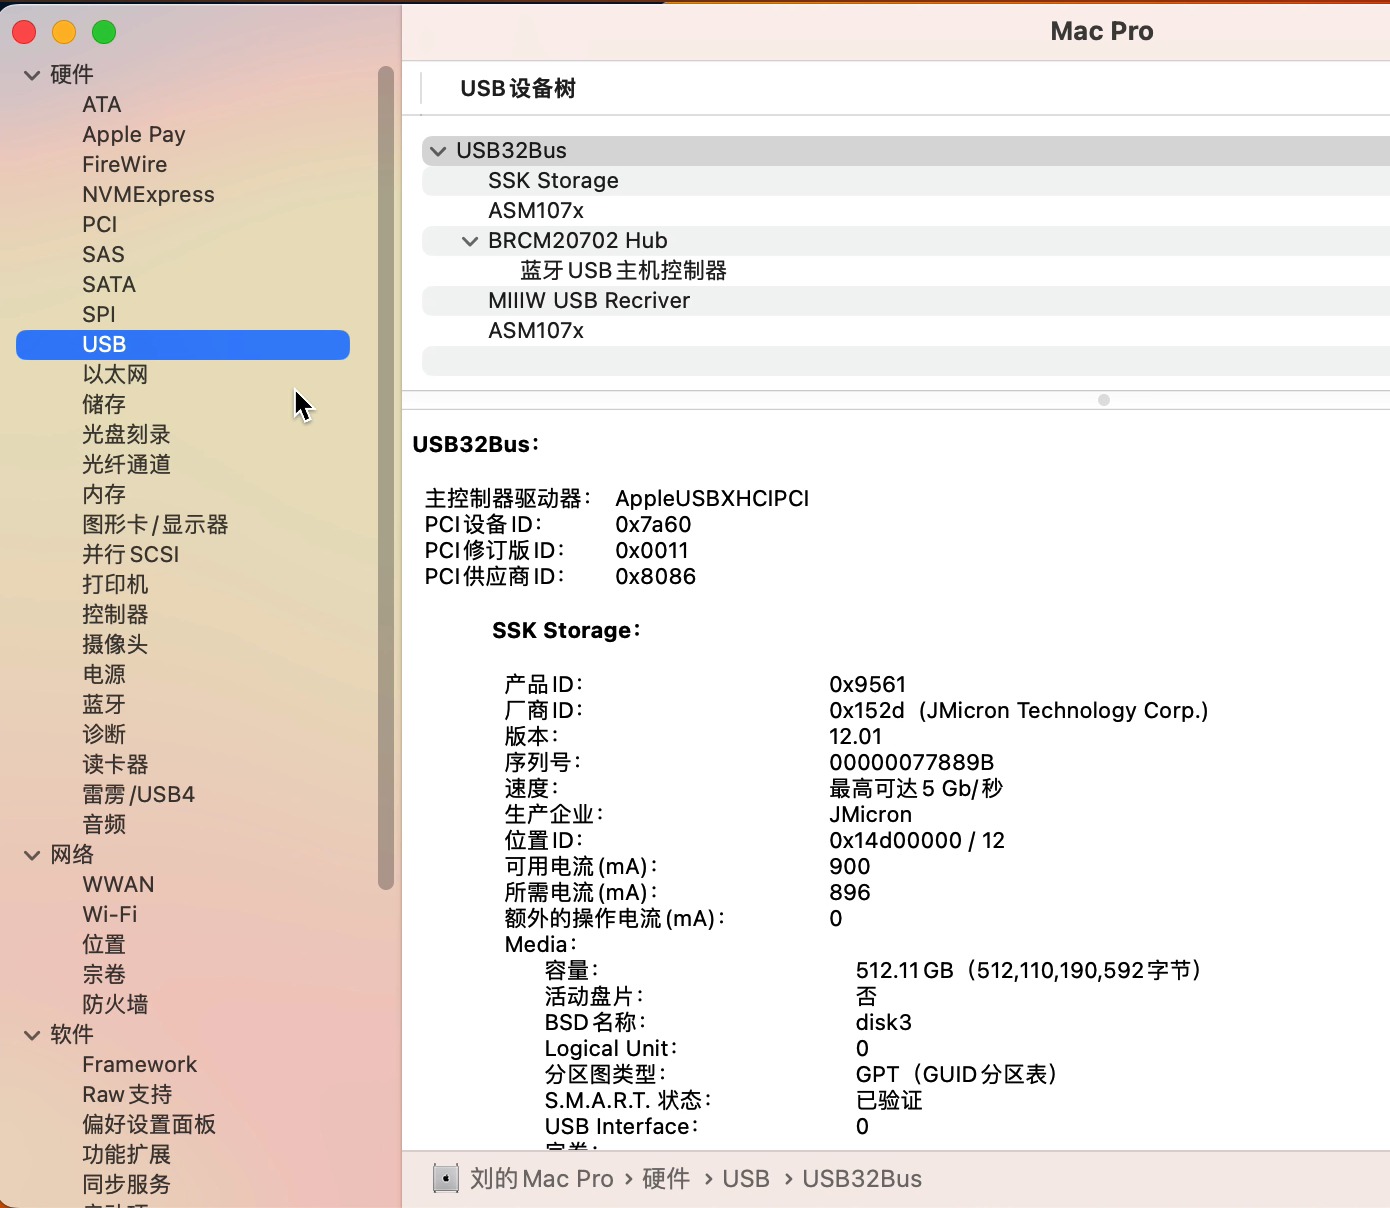 Mac Pro
硬件
ATA
Apple Pay
FireWire
NVMExpress
PCI
SAS
SATA
SPI
USB
以太网
储存
光盘刻录
光纤通道
内存
图形卡/显示器
并行SCSI
打印机
控制器
摄像头
电源
蓝牙
诊断
读卡器
雷雳/USB4
音频
网络
WWAN
Wi-Fi
位置
宗卷
防火墙
软件
Framework
Raw支持
偏好设置面板
功能扩展
同步服务
USB设备树
USB32Bus
SSK Storage
ASM107x
BRCM20702 Hub
蓝牙USB主机控制器
MIIIW USB Recriver
ASM107x
USB32Bus：
主控制器驱动器： AppleUSBXHCIPCI
PCI设备ID： 0x7a60
PCI修订版ID： 0x0011
PCI供应商ID： 0x8086
SSK Storage：
产品ID： 0x9561
厂商ID： 0x152d（JMicron Technology Corp.）
版本： 12.01
序列号： 00000077889B
速度： 最高可达5 Gb/秒
生产企业： JMicron
位置ID： 0x14d00000 / 12
可用电流(mA)： 900
所需电流(mA)： 896
额外的操作电流(mA)： 0
Media：
容量： 512.11 GB（512,110,190,592字节）
活动盘片： 否
BSD名称： disk3
Logical Unit： 0
分区图类型： GPT（GUID分区表）
S.M.A.R.T. 状态： 已验证
USB Interface： 0
刘的Mac Pro › 硬件 › USB › USB32Bus